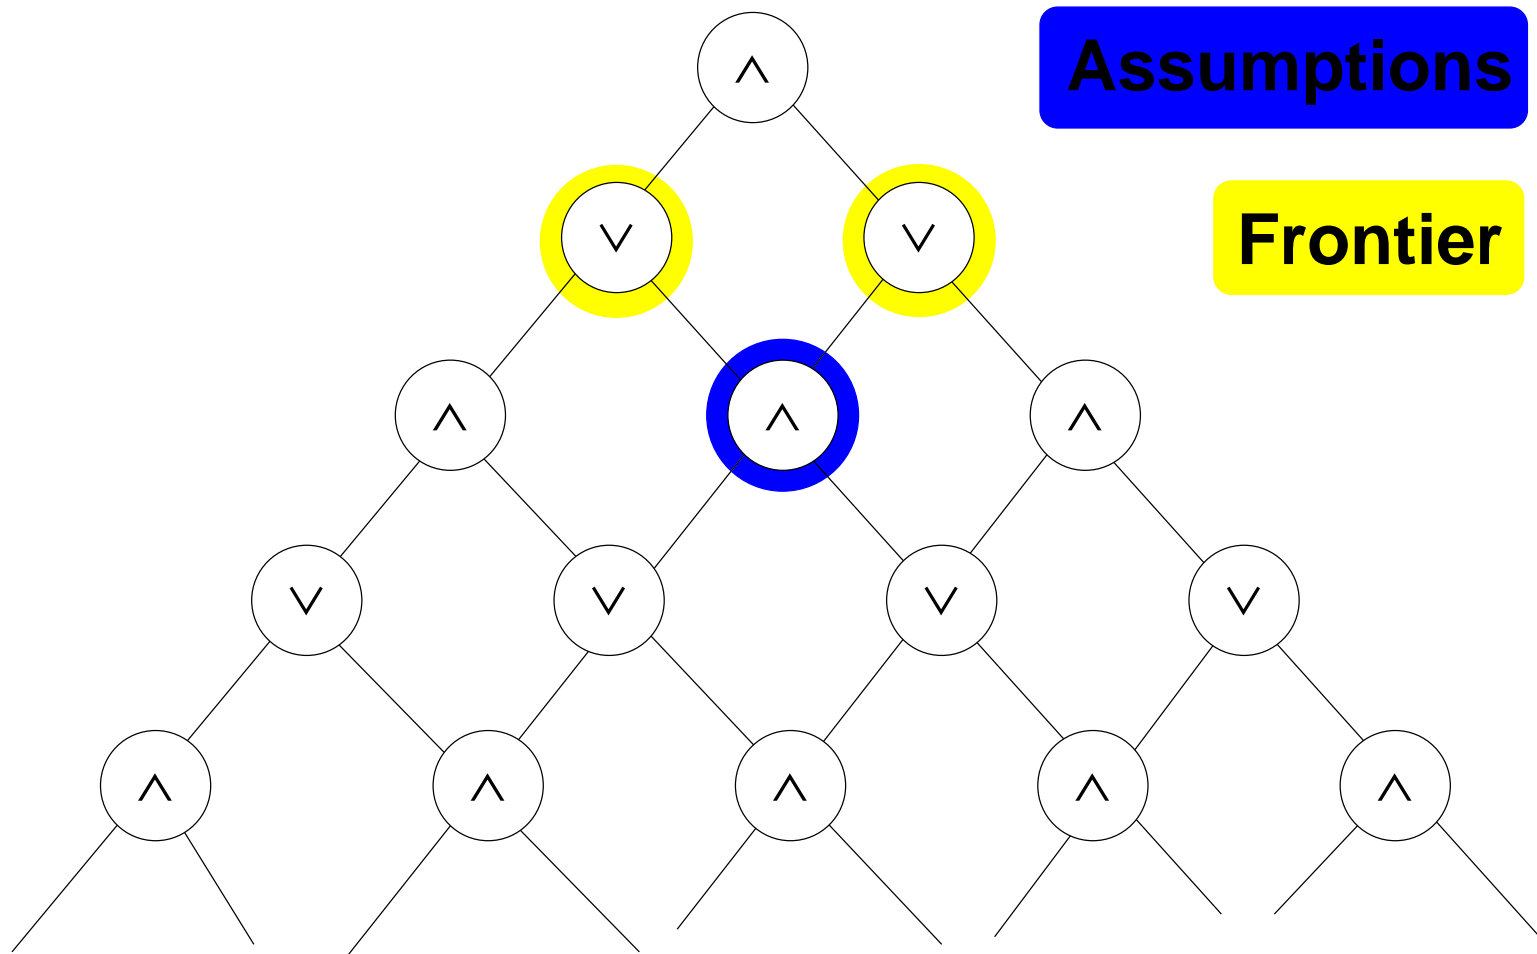 ∧
Assumptions
∨ ∨
Frontier
∧ ∧ ∧
∨ ∨ ∨ ∨
∧ ∧ ∧ ∧ ∧